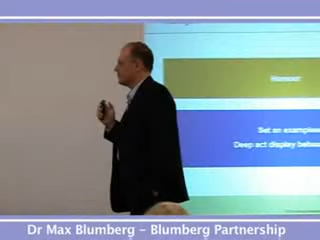 Honour
Set an example
Deep act display behav
Dr Max Blumberg – Blumberg Partnership